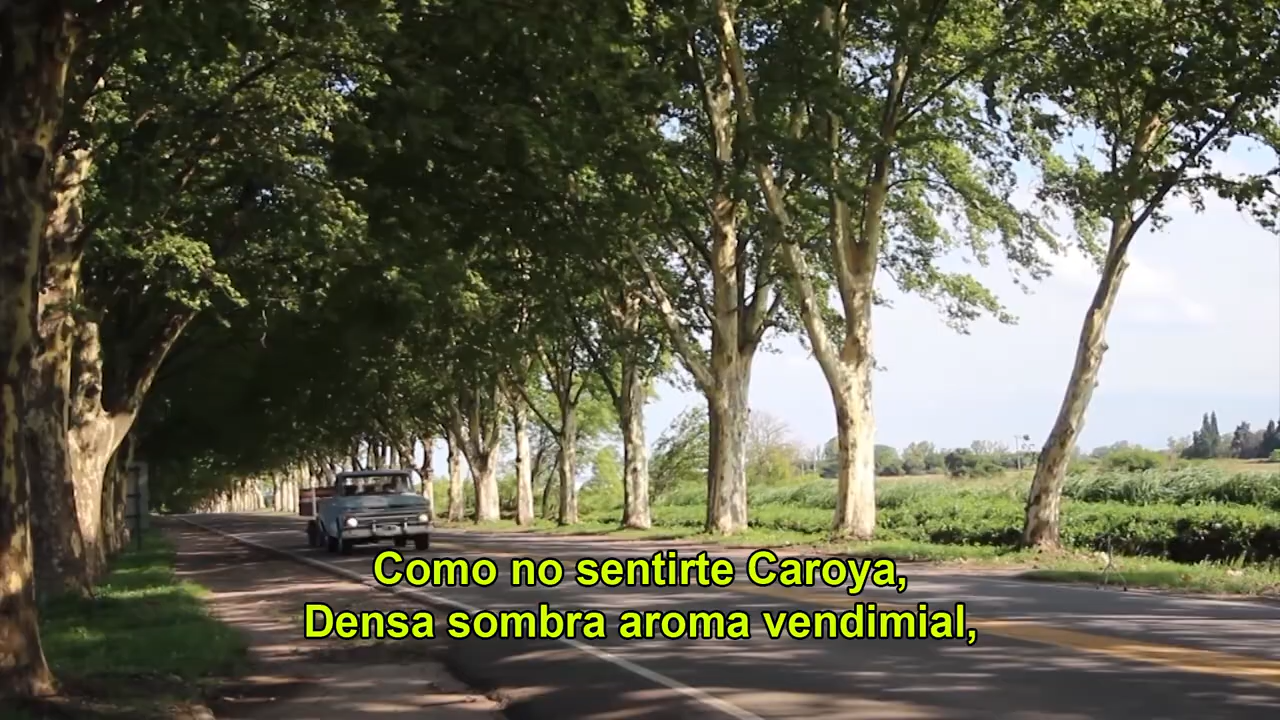 Como no sentirte Caroya,
Densa sombra aroma vendimial,